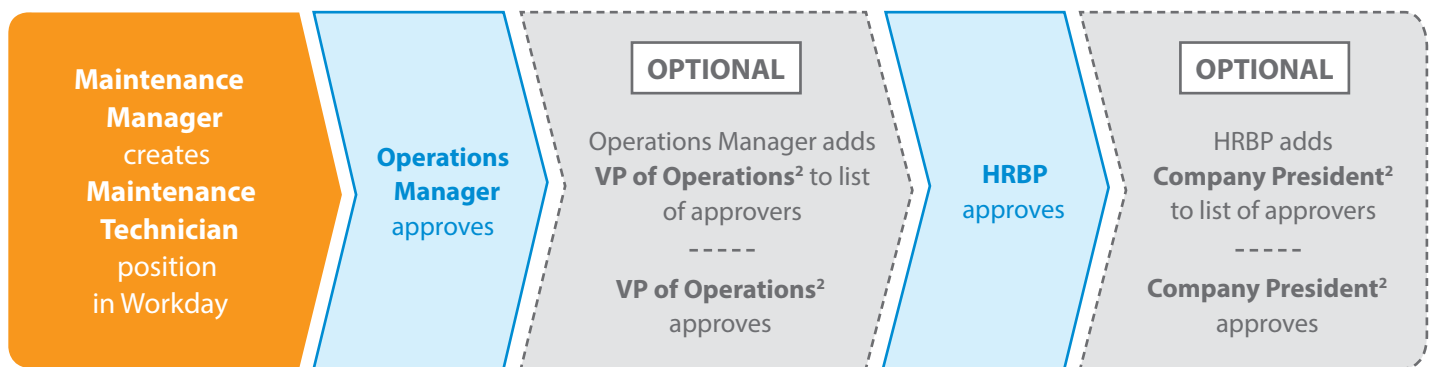 Maintenance
Manager
creates
Maintenance
Technician
position
in Workday
Operations
Manager
approves
OPTIONAL
Operations Manager adds
VP of Operations² to list
of approvers
VP of Operations²
approves
HRBP
approves
OPTIONAL
HRBP adds
Company President²
to list of approvers
Company President²
approves